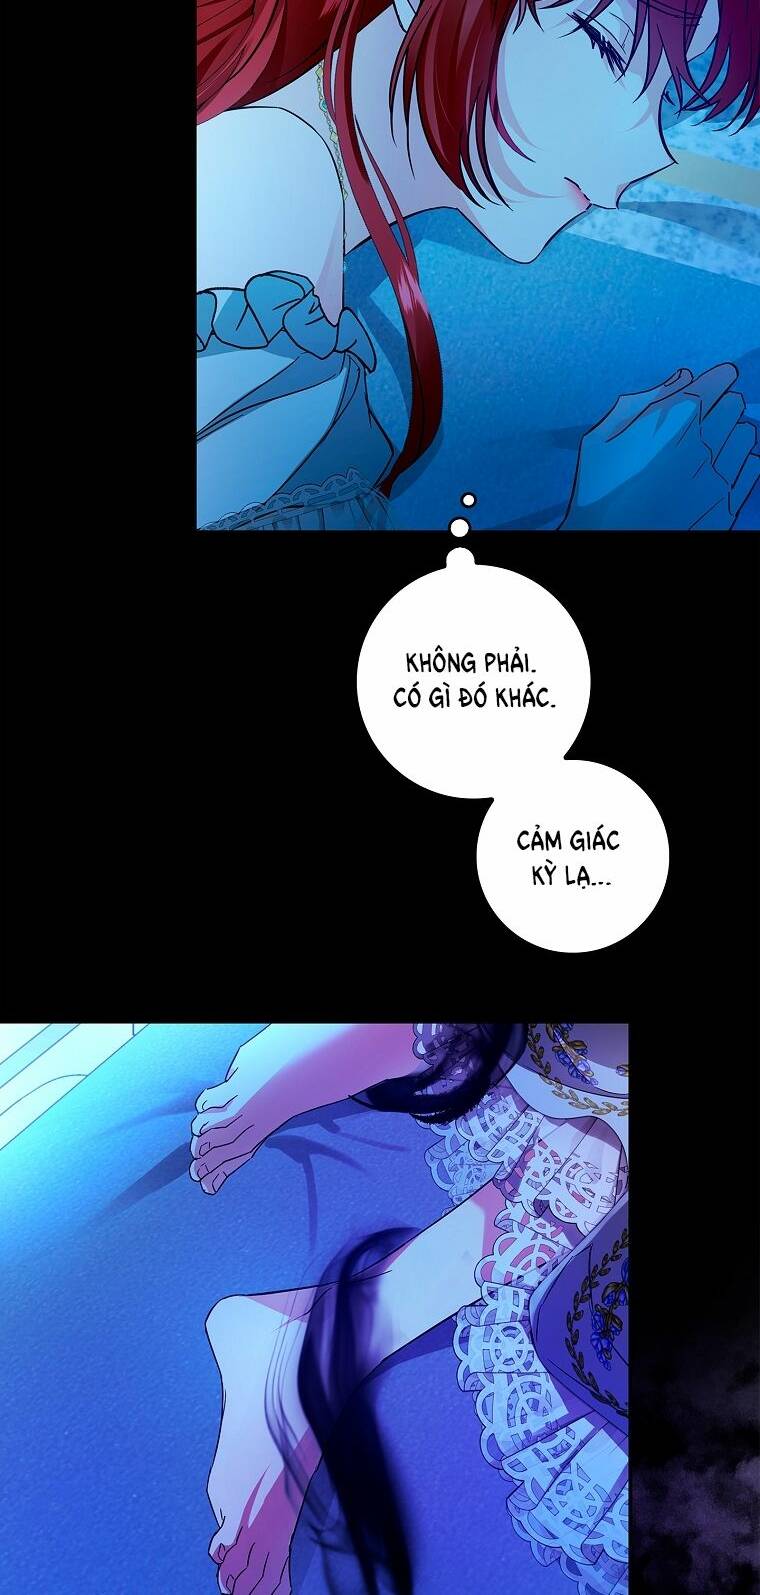 KHÔNG PHẢI.
CÓ GÌ ĐÓ KHÁC.
CẢM GIÁC
KỲ LẠ...